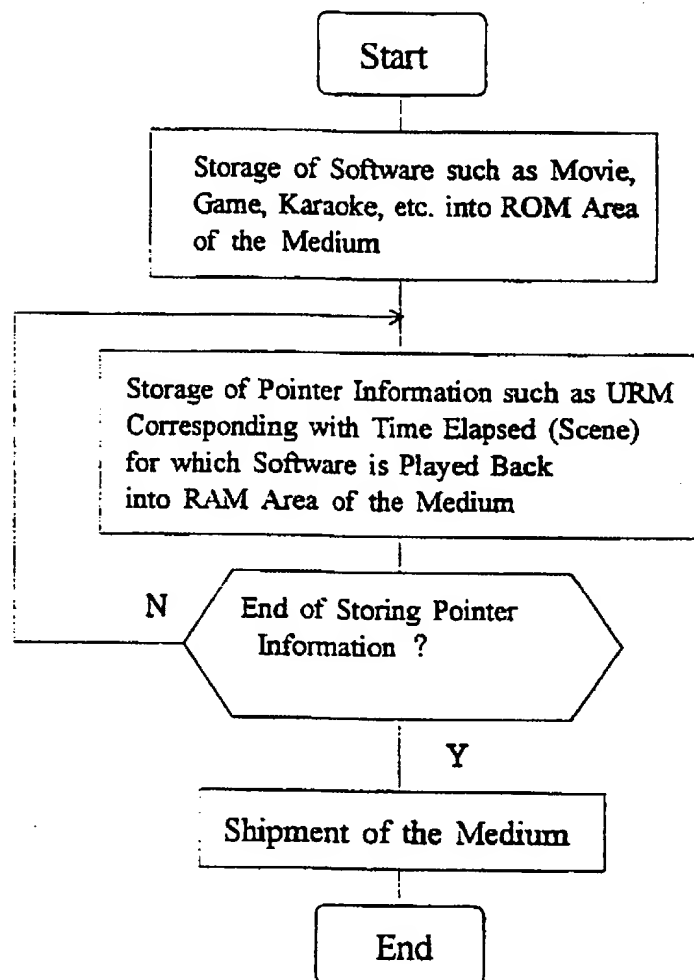 Start
Storage of Software such as Movie,
Game, Karaoke, etc. into ROM Area
of the Medium
Storage of Pointer Information such as URM
Corresponding with Time Elapsed (Scene)
for which Software is Played Back
into RAM Area of the Medium
N
End of Storing Pointer
Information ?
Y
Shipment of the Medium
End